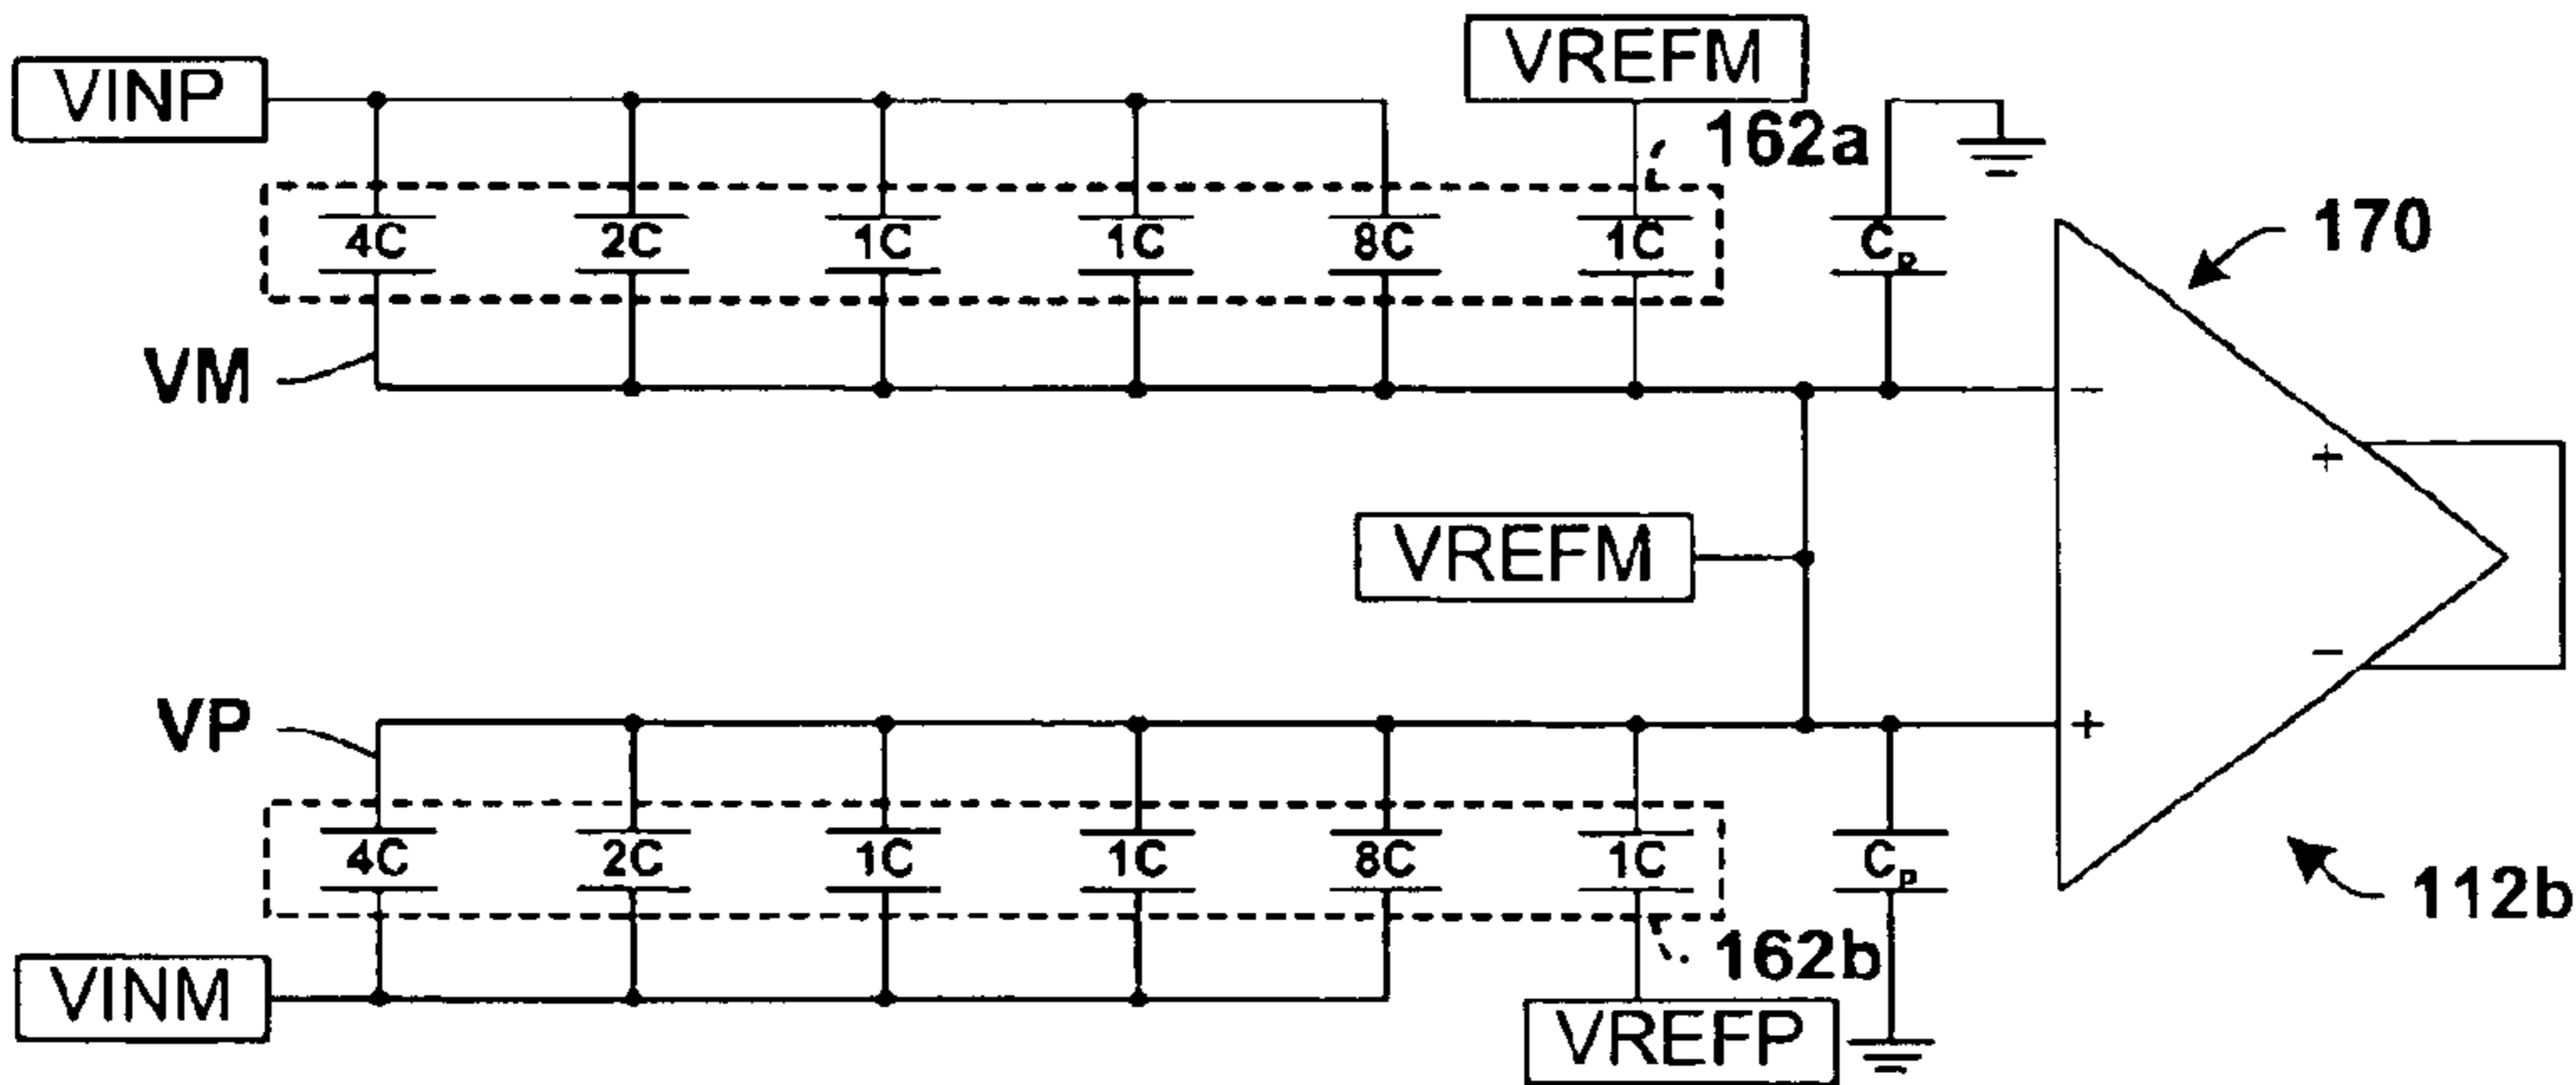 VREFM
VINP
162a
4C 2C 1C 1C 8C 1C Cp
170
VM
−
+
VREFM
−
VP
+
4C 2C 1C 1C 8C 1C Cp
112b
162b
VINM
VREFP